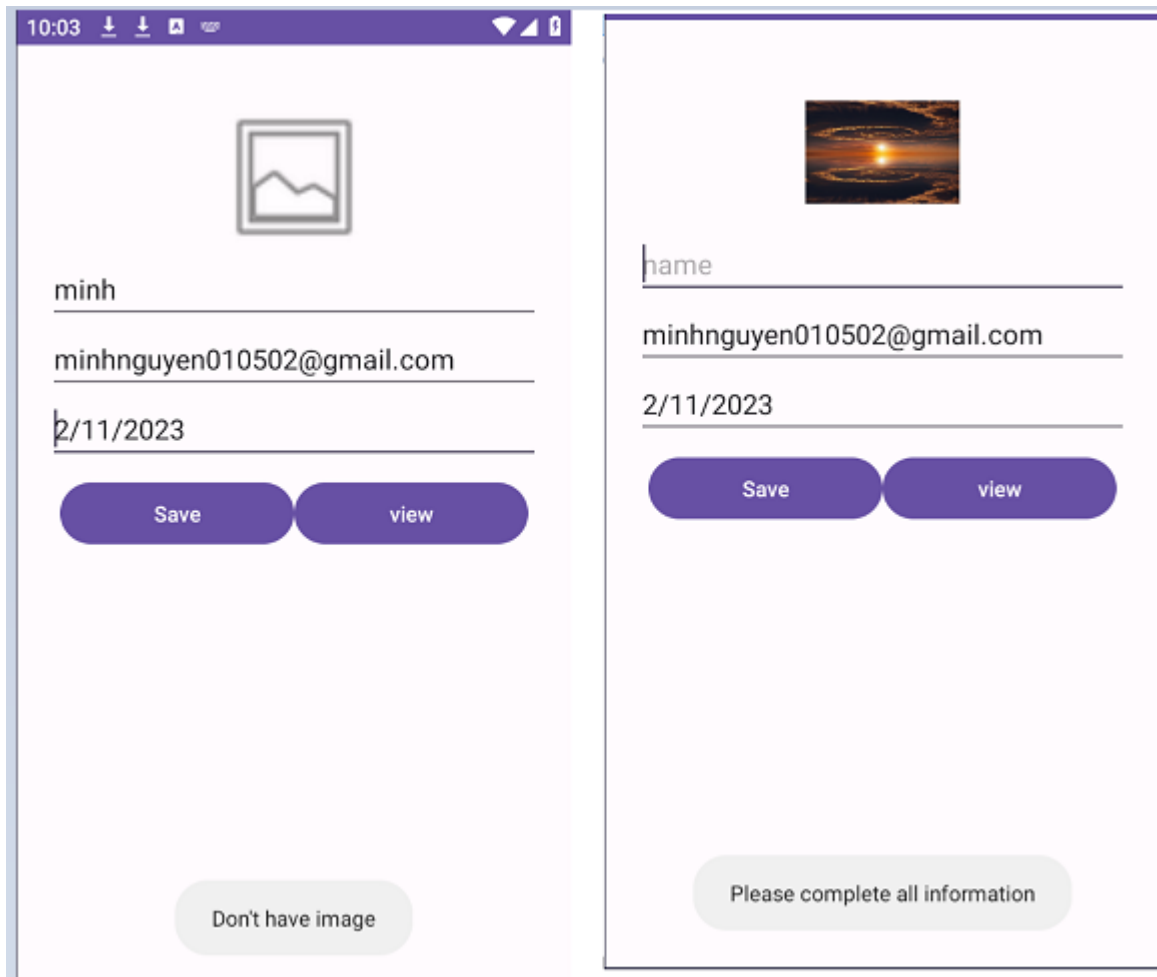 10:03
minh
minhnguyen010502@gmail.com
2/11/2023
Save view
Don't have image
name
minhnguyen010502@gmail.com
2/11/2023
Save view
Please complete all information